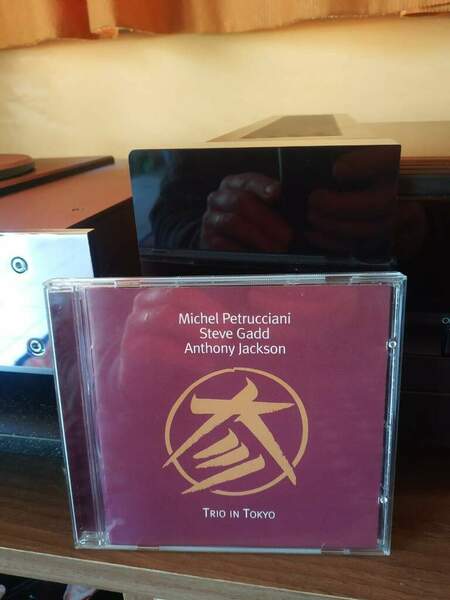 Michel Petrucciani
Steve Gadd
Anthony Jackson
TRIO IN TOKYO